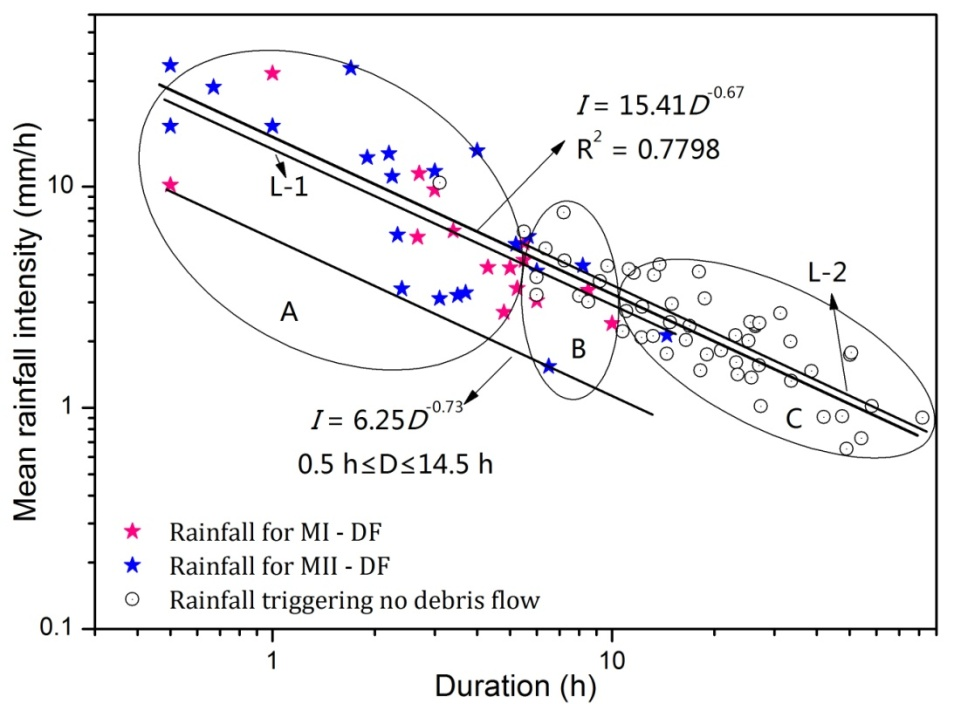 I = 15.41D^-0.67
R² = 0.7798
10
L-1
L-2
A
B
1
I = 6.25D^-0.73
C
0.5 h≤D≤14.5 h
Rainfall for MI - DF
Rainfall for MII - DF
Rainfall triggering no debris flow
0.1
1
10
Duration (h)
Mean rainfall intensity (mm/h)